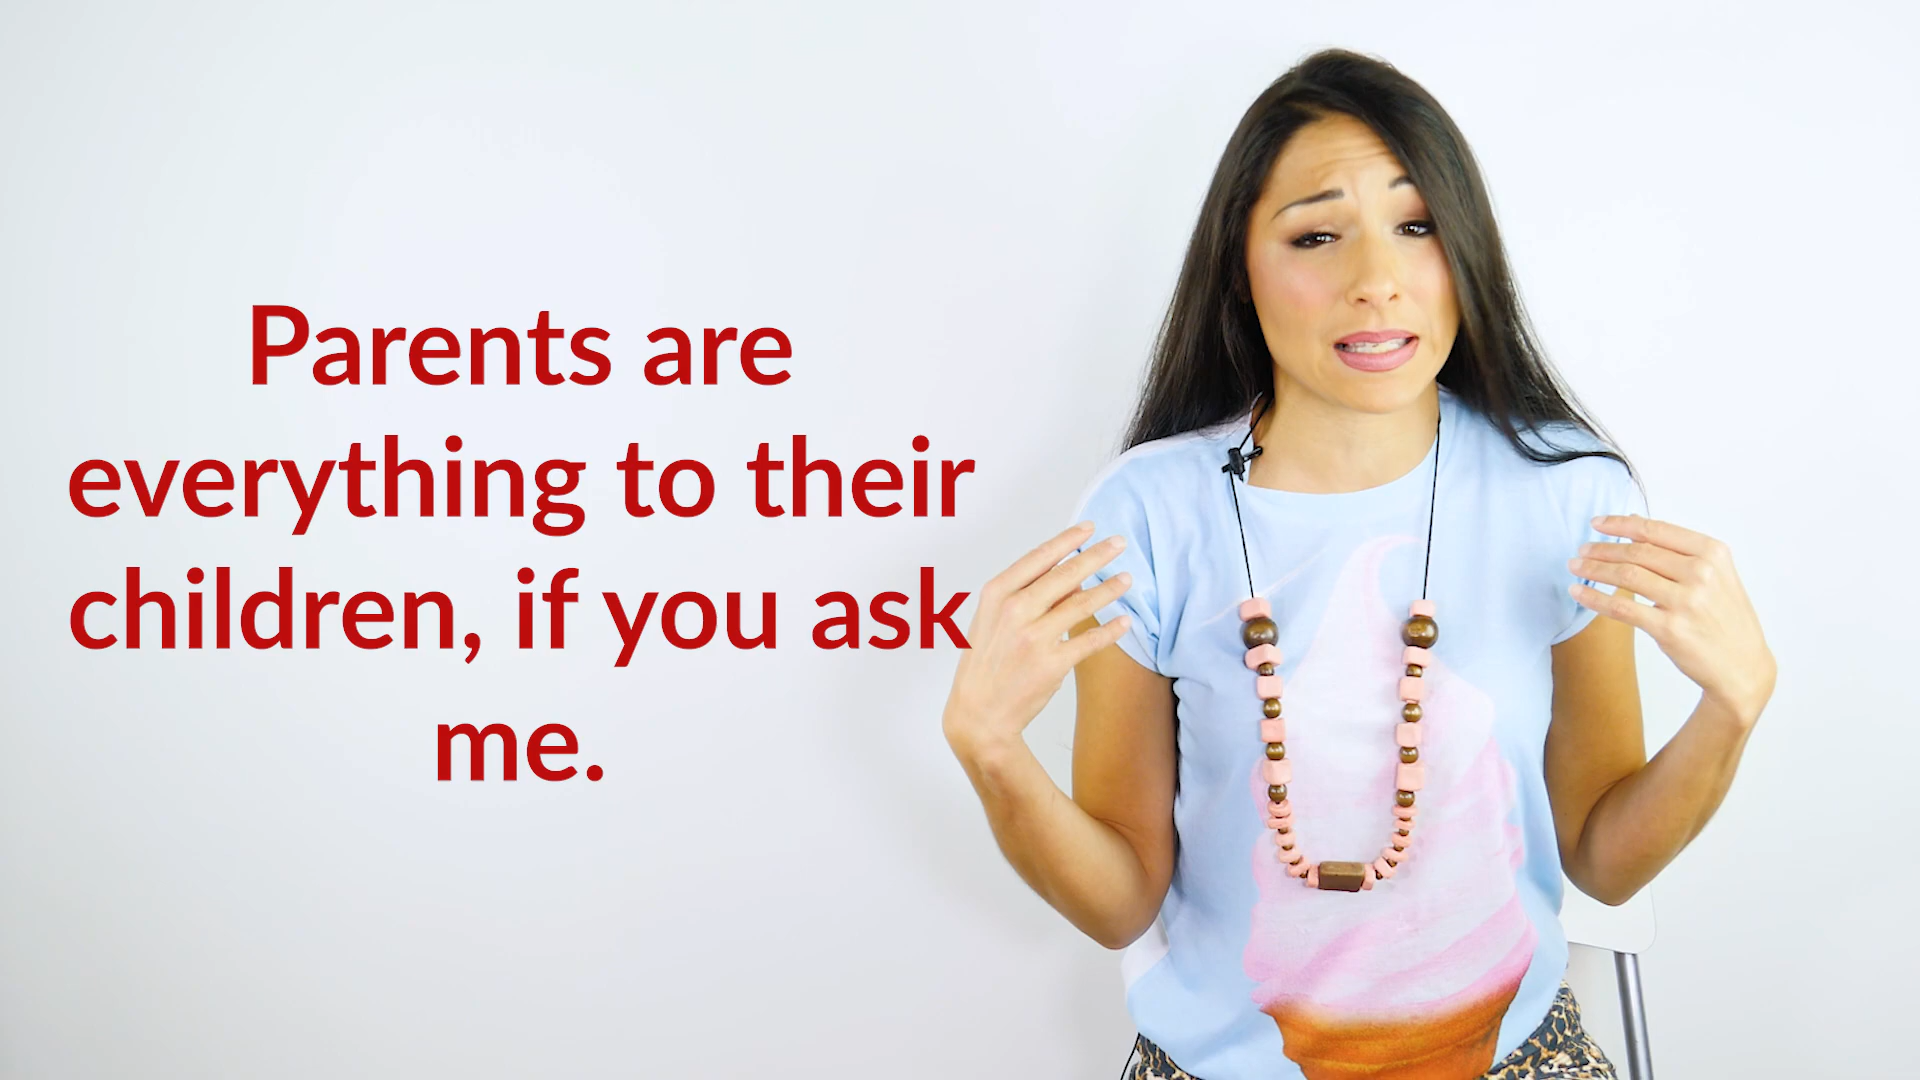 Parents are
everything to their
children, if you ask
me.